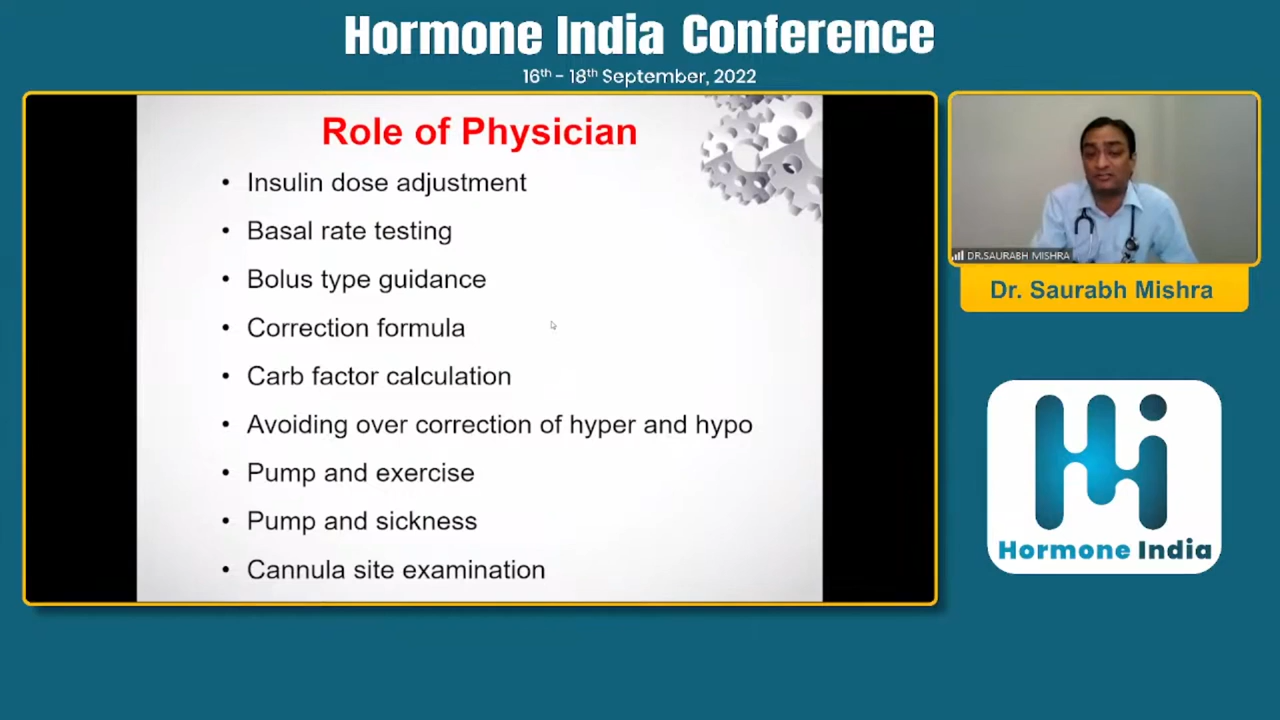 Hormone India Conference
16th - 18th September, 2022
Role of Physician
• Insulin dose adjustment
• Basal rate testing
• Bolus type guidance
• Correction formula
• Carb factor calculation
• Avoiding over correction of hyper and hypo
• Pump and exercise
• Pump and sickness
• Cannula site examination
DR.SAURABH MISHRA
Dr. Saurabh Mishra
Hi
Hormone India